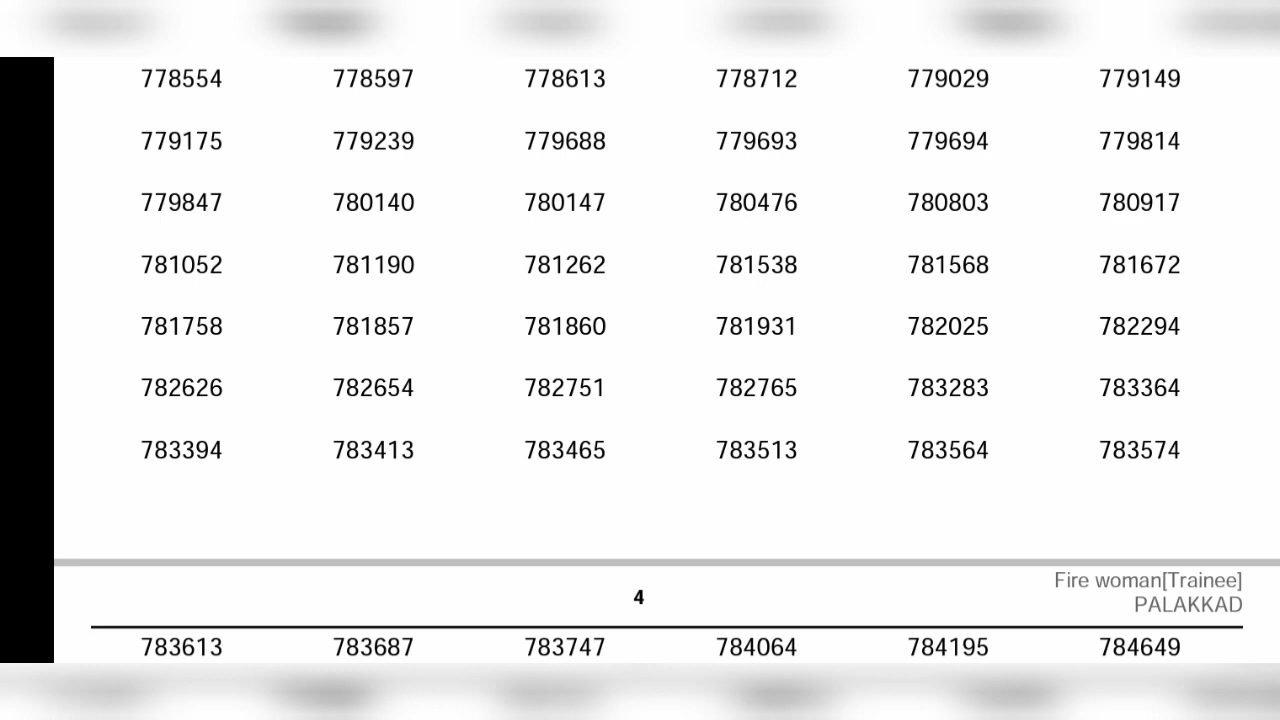 778554 778597 778613 778712 779029 779149
779175 779239 779688 779693 779694 779814
779847 780140 780147 780476 780803 780917
781052 781190 781262 781538 781568 781672
781758 781857 781860 781931 782025 782294
782626 782654 782751 782765 783283 783364
783394 783413 783465 783513 783564 783574
Fire woman[Trainee]
4
PALAKKAD
783613 783687 783747 784064 784195 784649